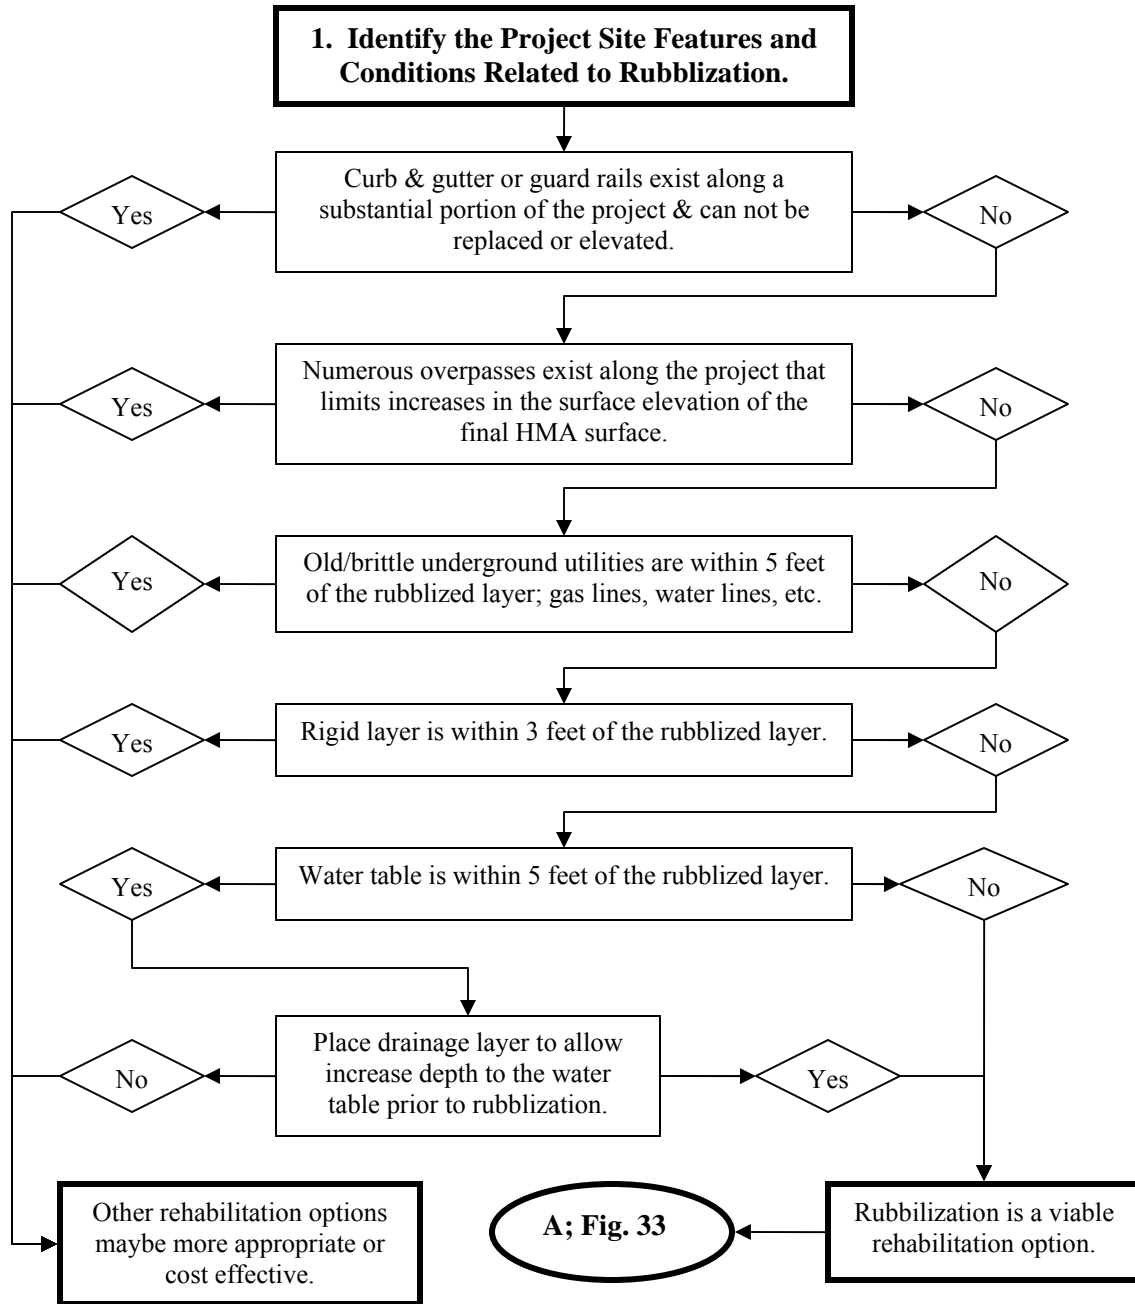 1. Identify the Project Site Features and
Conditions Related to Rubblization.
Curb & gutter or guard rails exist along a
substantial portion of the project & can not be
replaced or elevated.
Yes
No
Numerous overpasses exist along the project that
limits increases in the surface elevation of the
final HMA surface.
Yes
No
Old/brittle underground utilities are within 5 feet
of the rubblized layer; gas lines, water lines, etc.
Yes
No
Rigid layer is within 3 feet of the rubblized layer.
Yes
No
Water table is within 5 feet of the rubblized layer.
Yes
No
Place drainage layer to allow
increase depth to the water
table prior to rubblization.
No
Yes
Other rehabilitation options
maybe more appropriate or
cost effective.
A; Fig. 33
Rubbilization is a viable
rehabilitation option.